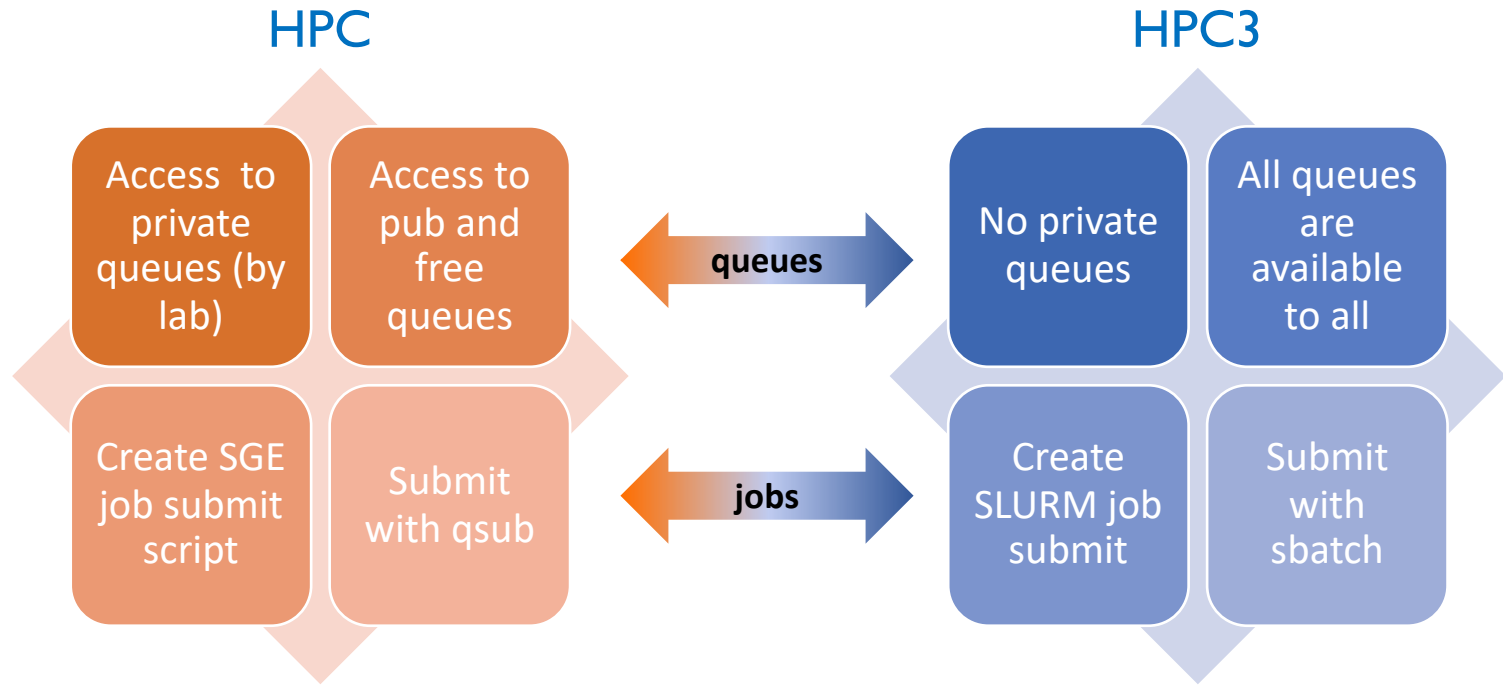 HPC
Access to
private
queues (by
lab)
Access to
pub and
free
queues
Create SGE
job submit
script
Submit
with qsub
queues
jobs
HPC3
No private
queues
All queues
are
available
to all
Create
SLURM job
submit
Submit
with
sbatch